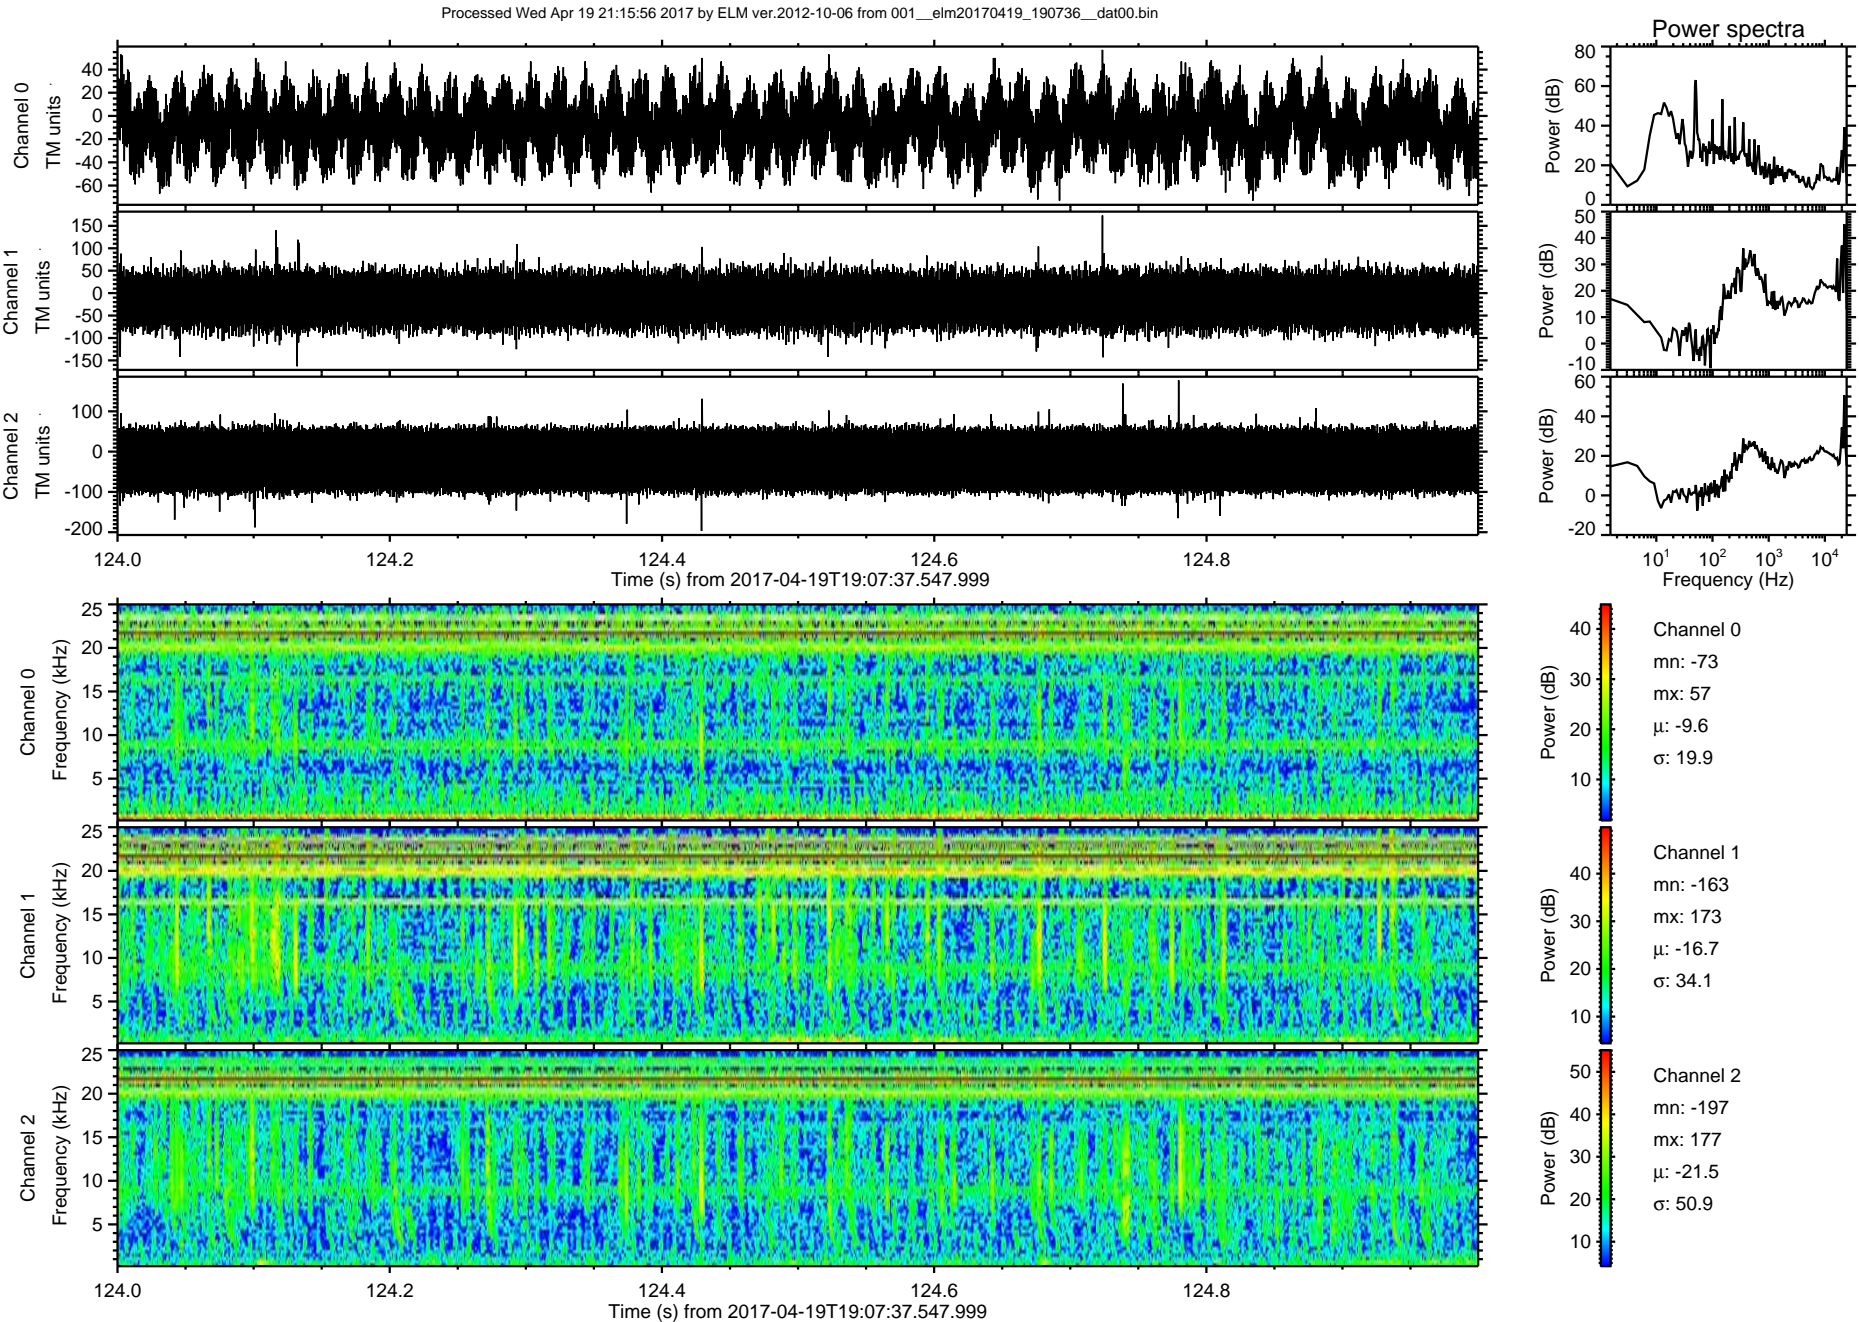 Processed Wed Apr 19 21:15:56 2017 by ELM ver.2012-10-06 from 001__elm20170419_190736__dat00.bin
Power spectra
Channel 0
TM units
40
20
0
-20
-40
-60
Power (dB)
80
60
40
20
0
Channel 1
TM units
150
100
50
0
-50
-100
-150
Power (dB)
50
40
30
20
10
0
-10
Channel 2
TM units
100
0
-100
-200
Power (dB)
60
40
20
0
-20
124.0 124.2 124.4 124.6 124.8
Time (s) from 2017-04-19T19:07:37.547.999
10^1 10^2 10^3 10^4
Frequency (Hz)
Channel 0
Frequency (kHz)
25
20
15
10
5
Power (dB)
40
30
20
10
Channel 0
mn: -73
mx: 57
μ: -9.6
σ: 19.9
Channel 1
Frequency (kHz)
25
20
15
10
5
Power (dB)
40
30
20
10
Channel 1
mn: -163
mx: 173
μ: -16.7
σ: 34.1
Channel 2
Frequency (kHz)
25
20
15
10
5
Power (dB)
50
40
30
20
10
Channel 2
mn: -197
mx: 177
μ: -21.5
σ: 50.9
124.0 124.2 124.4 124.6 124.8
Time (s) from 2017-04-19T19:07:37.547.999